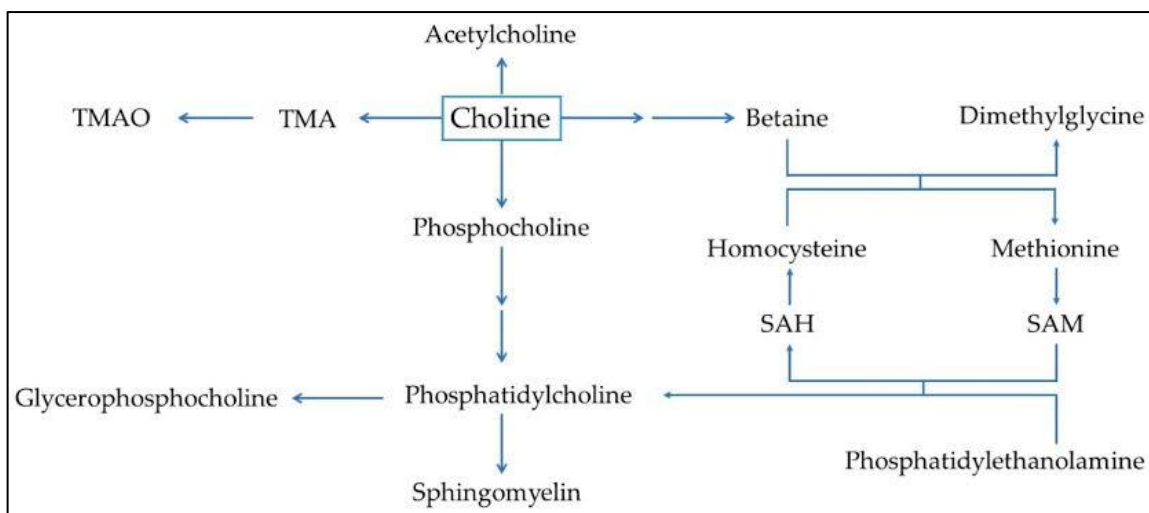 Acetylcholine
TMAO
TMA
Choline
Betaine
Dimethylglycine
Phosphocholine
Homocysteine
Methionine
SAH
SAM
Glycerophosphocholine
Phosphatidylcholine
Phosphatidylethanolamine
Sphingomyelin